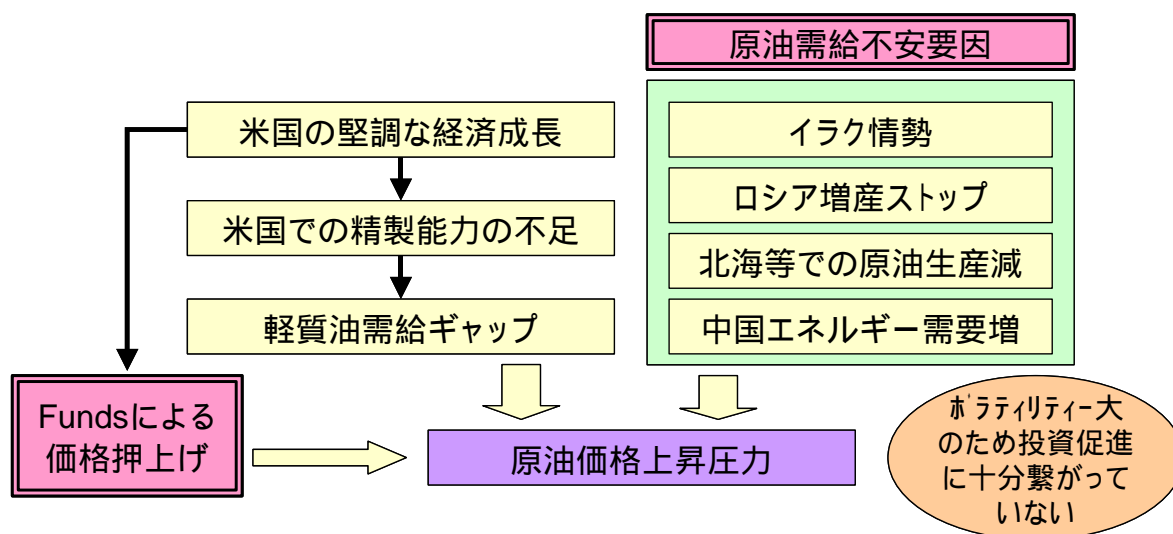 原油需給不安要因
米国の堅調な経済成長
イラク情勢
ロシア増産ストップ
米国での精製能力の不足
北海等での原油生産減
軽質油需給ギャップ
中国エネルギー需要増
Fundsによる
価格押上げ
原油価格上昇圧力
ボラティリティー大
のため投資促進
に十分繋がって
いない